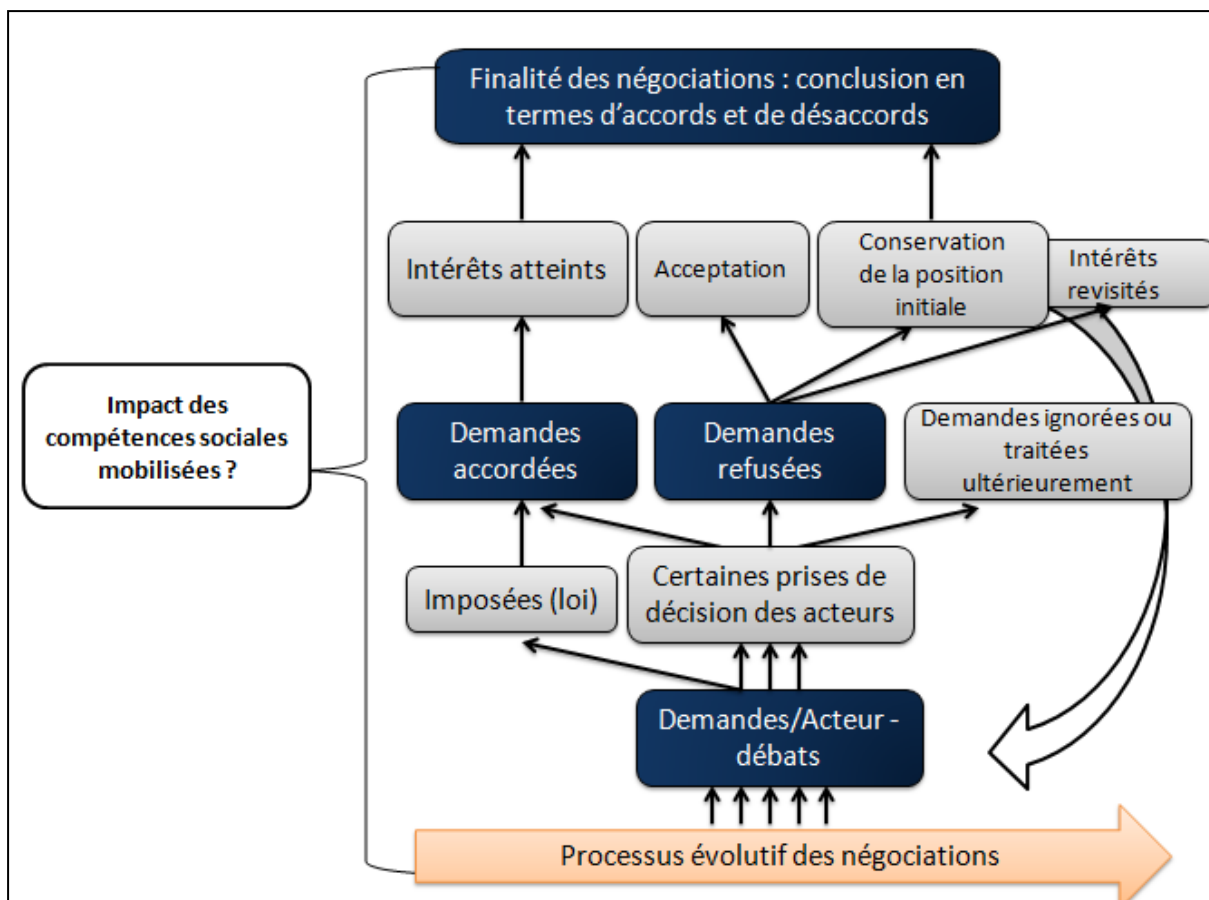 Finalité des négociations : conclusion en
termes d'accords et de désaccords
Intérêts atteints
Acceptation
Conservation
de la position
initiale
Intérêts
revisités
Impact des
compétences sociales
mobilisées ?
Demandes
accordées
Demandes
refusées
Demandes ignorées ou
traitées
ultérieurement
Imposées (loi)
Certaines prises de
décision des acteurs
Demandes/Acteur -
débats
Processus évolutif des négociations